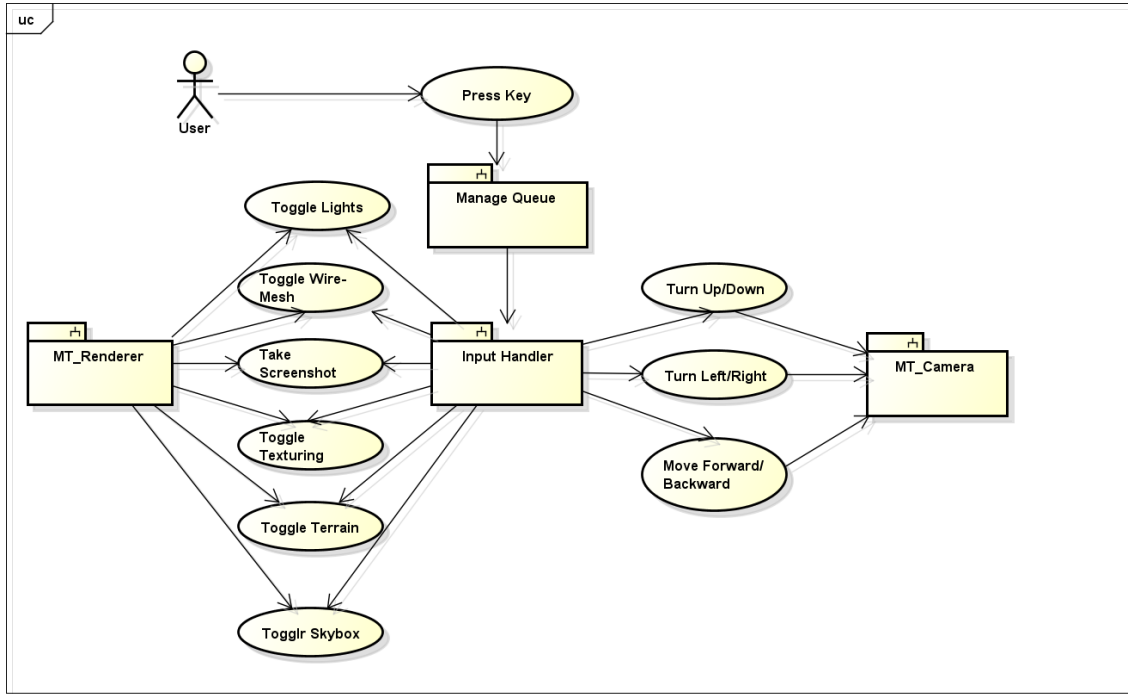 uc
Press Key
User
Manage Queue
Toggle Lights
Toggle Wire-
Mesh
Turn Up/Down
MT_Renderer
Take
Screenshot
Input Handler
Turn Left/Right
MT_Camera
Toggle
Texturing
Move Forward/
Backward
Toggle Terrain
Togglr Skybox